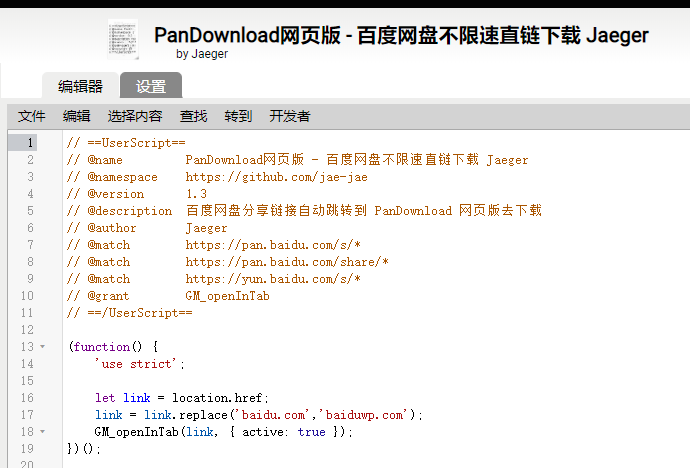 PanDownload网页版 - 百度网盘不限速直链下载 Jaeger
by Jaeger
编辑器 设置
文件 编辑 选择内容 查找 转到 开发者
1 // ==UserScript==
2 // @name PanDownload网页版 - 百度网盘不限速直链下载 Jaeger
3 // @namespace https://github.com/jae-jae
4 // @version 1.3
5 // @description 百度网盘分享链接自动跳转到 PanDownload 网页版去下载
6 // @author Jaeger
7 // @match https://pan.baidu.com/s/*
8 // @match https://pan.baidu.com/share/*
9 // @match https://yun.baidu.com/s/*
10 // @grant GM_openInTab
11 // ==/UserScript==
12
13 (function() {
14 'use strict';
15
16 let link = location.href;
17 link = link.replace('baidu.com','baiduwp.com');
18 GM_openInTab(link, { active: true });
19 })();
20